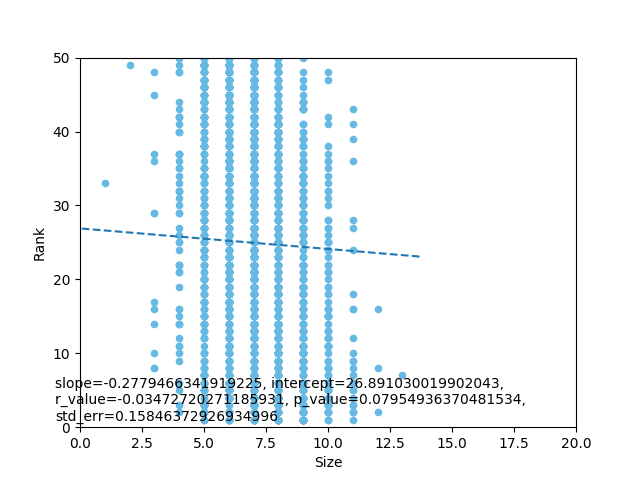 50
40
30
20
10
0
Rank
slope=-0.2779466341919225, intercept=26.891030019902043,
r_value=-0.03472720271185931, p_value=0.07954936370481534,
std_err=0.15846372926934996
0.0 2.5 5.0 7.5 10.0 12.5 15.0 17.5 20.0
Size